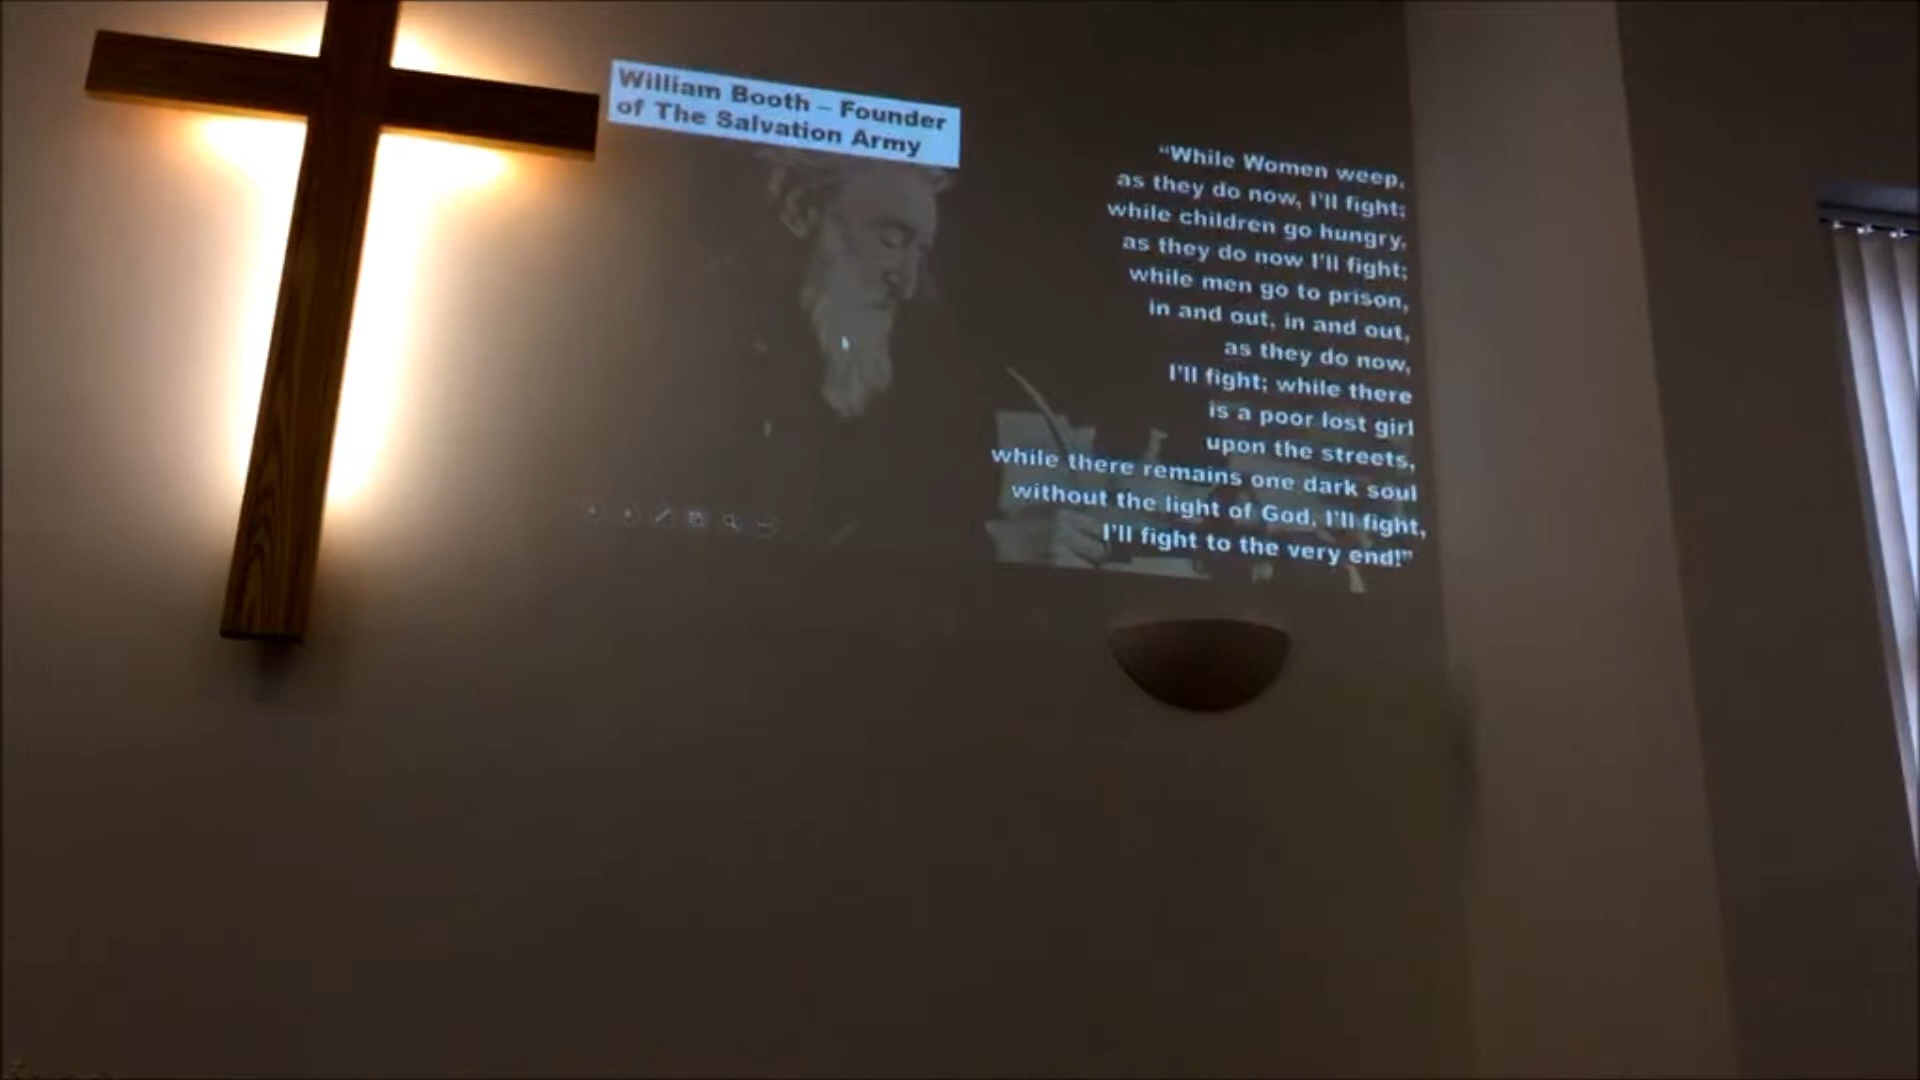 William Booth – Founder
of The Salvation Army
“While Women weep,
as they do now, I'll fight;
while children go hungry,
as they do now I'll fight;
while men go to prison,
in and out, in and out,
as they do now,
I'll fight; while there
is a poor lost girl
upon the streets,
while there remains one dark soul
without the light of God, I'll fight,
I'll fight to the very end!”